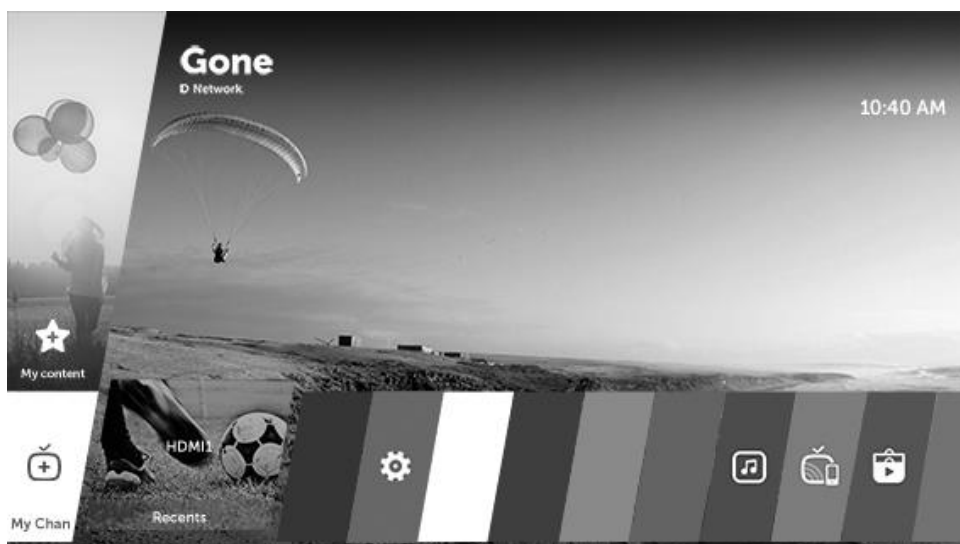 Gone
D Network
10:40 AM
My content
HDMI1
Recents
My Chan